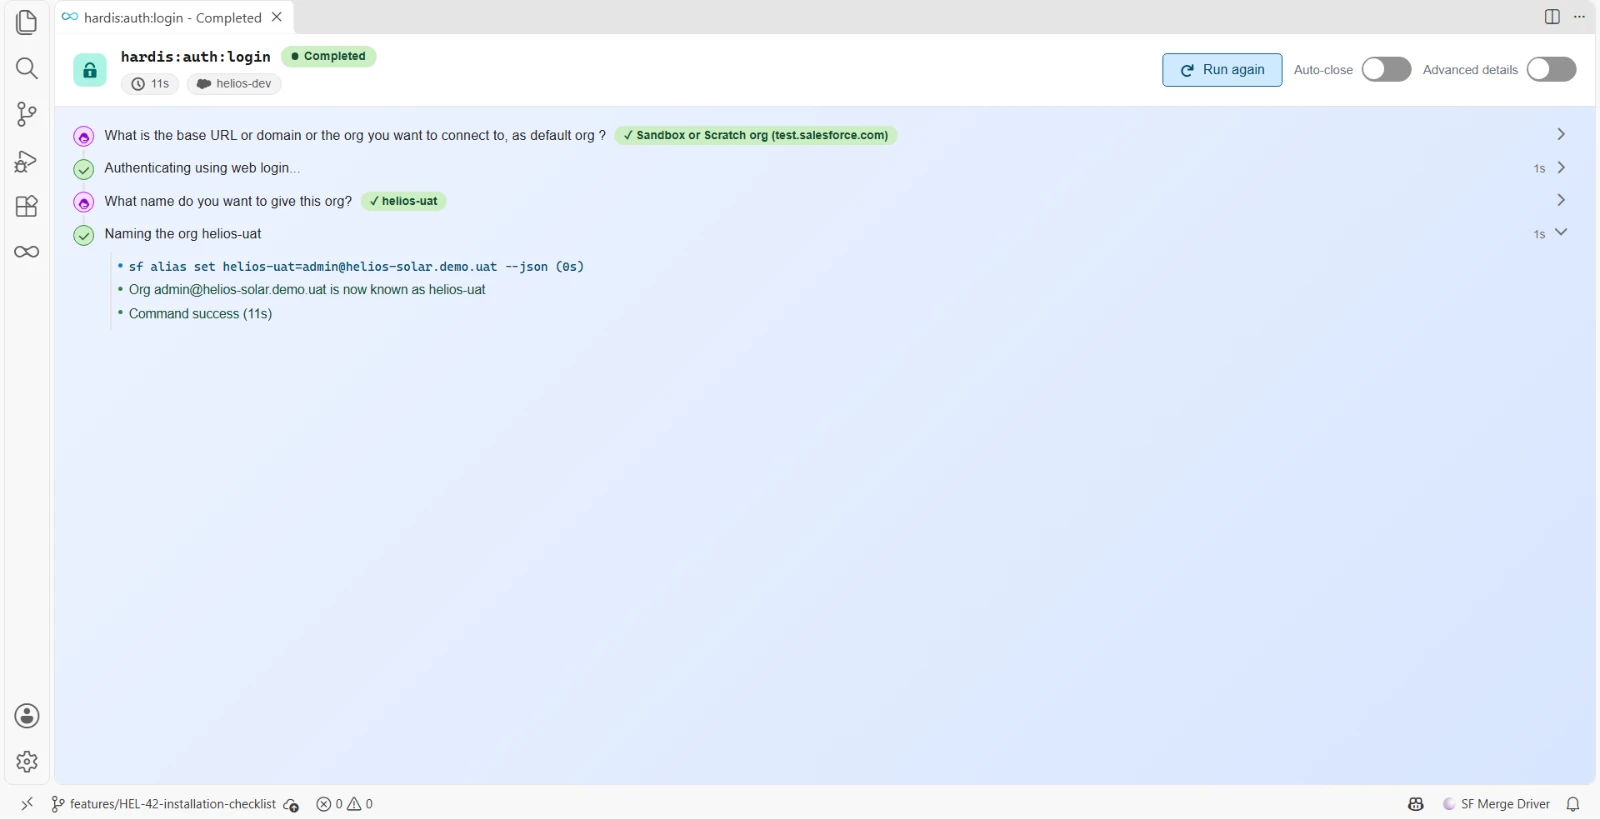 hardis:auth:login - Completed
hardis:auth:login
Completed
11s
helios-dev
Run again
Auto-close
Advanced details
What is the base URL or domain or the org you want to connect to, as default org ?
✓ Sandbox or Scratch org (test.salesforce.com)
Authenticating using web login...
1s
What name do you want to give this org?
✓ helios-uat
Naming the org helios-uat
1s
• sf alias set helios-uat=admin@helios-solar.demo.uat --json (0s)
• Org admin@helios-solar.demo.uat is now known as helios-uat
• Command success (11s)
features/HEL-42-installation-checklist
0
0
SF Merge Driver